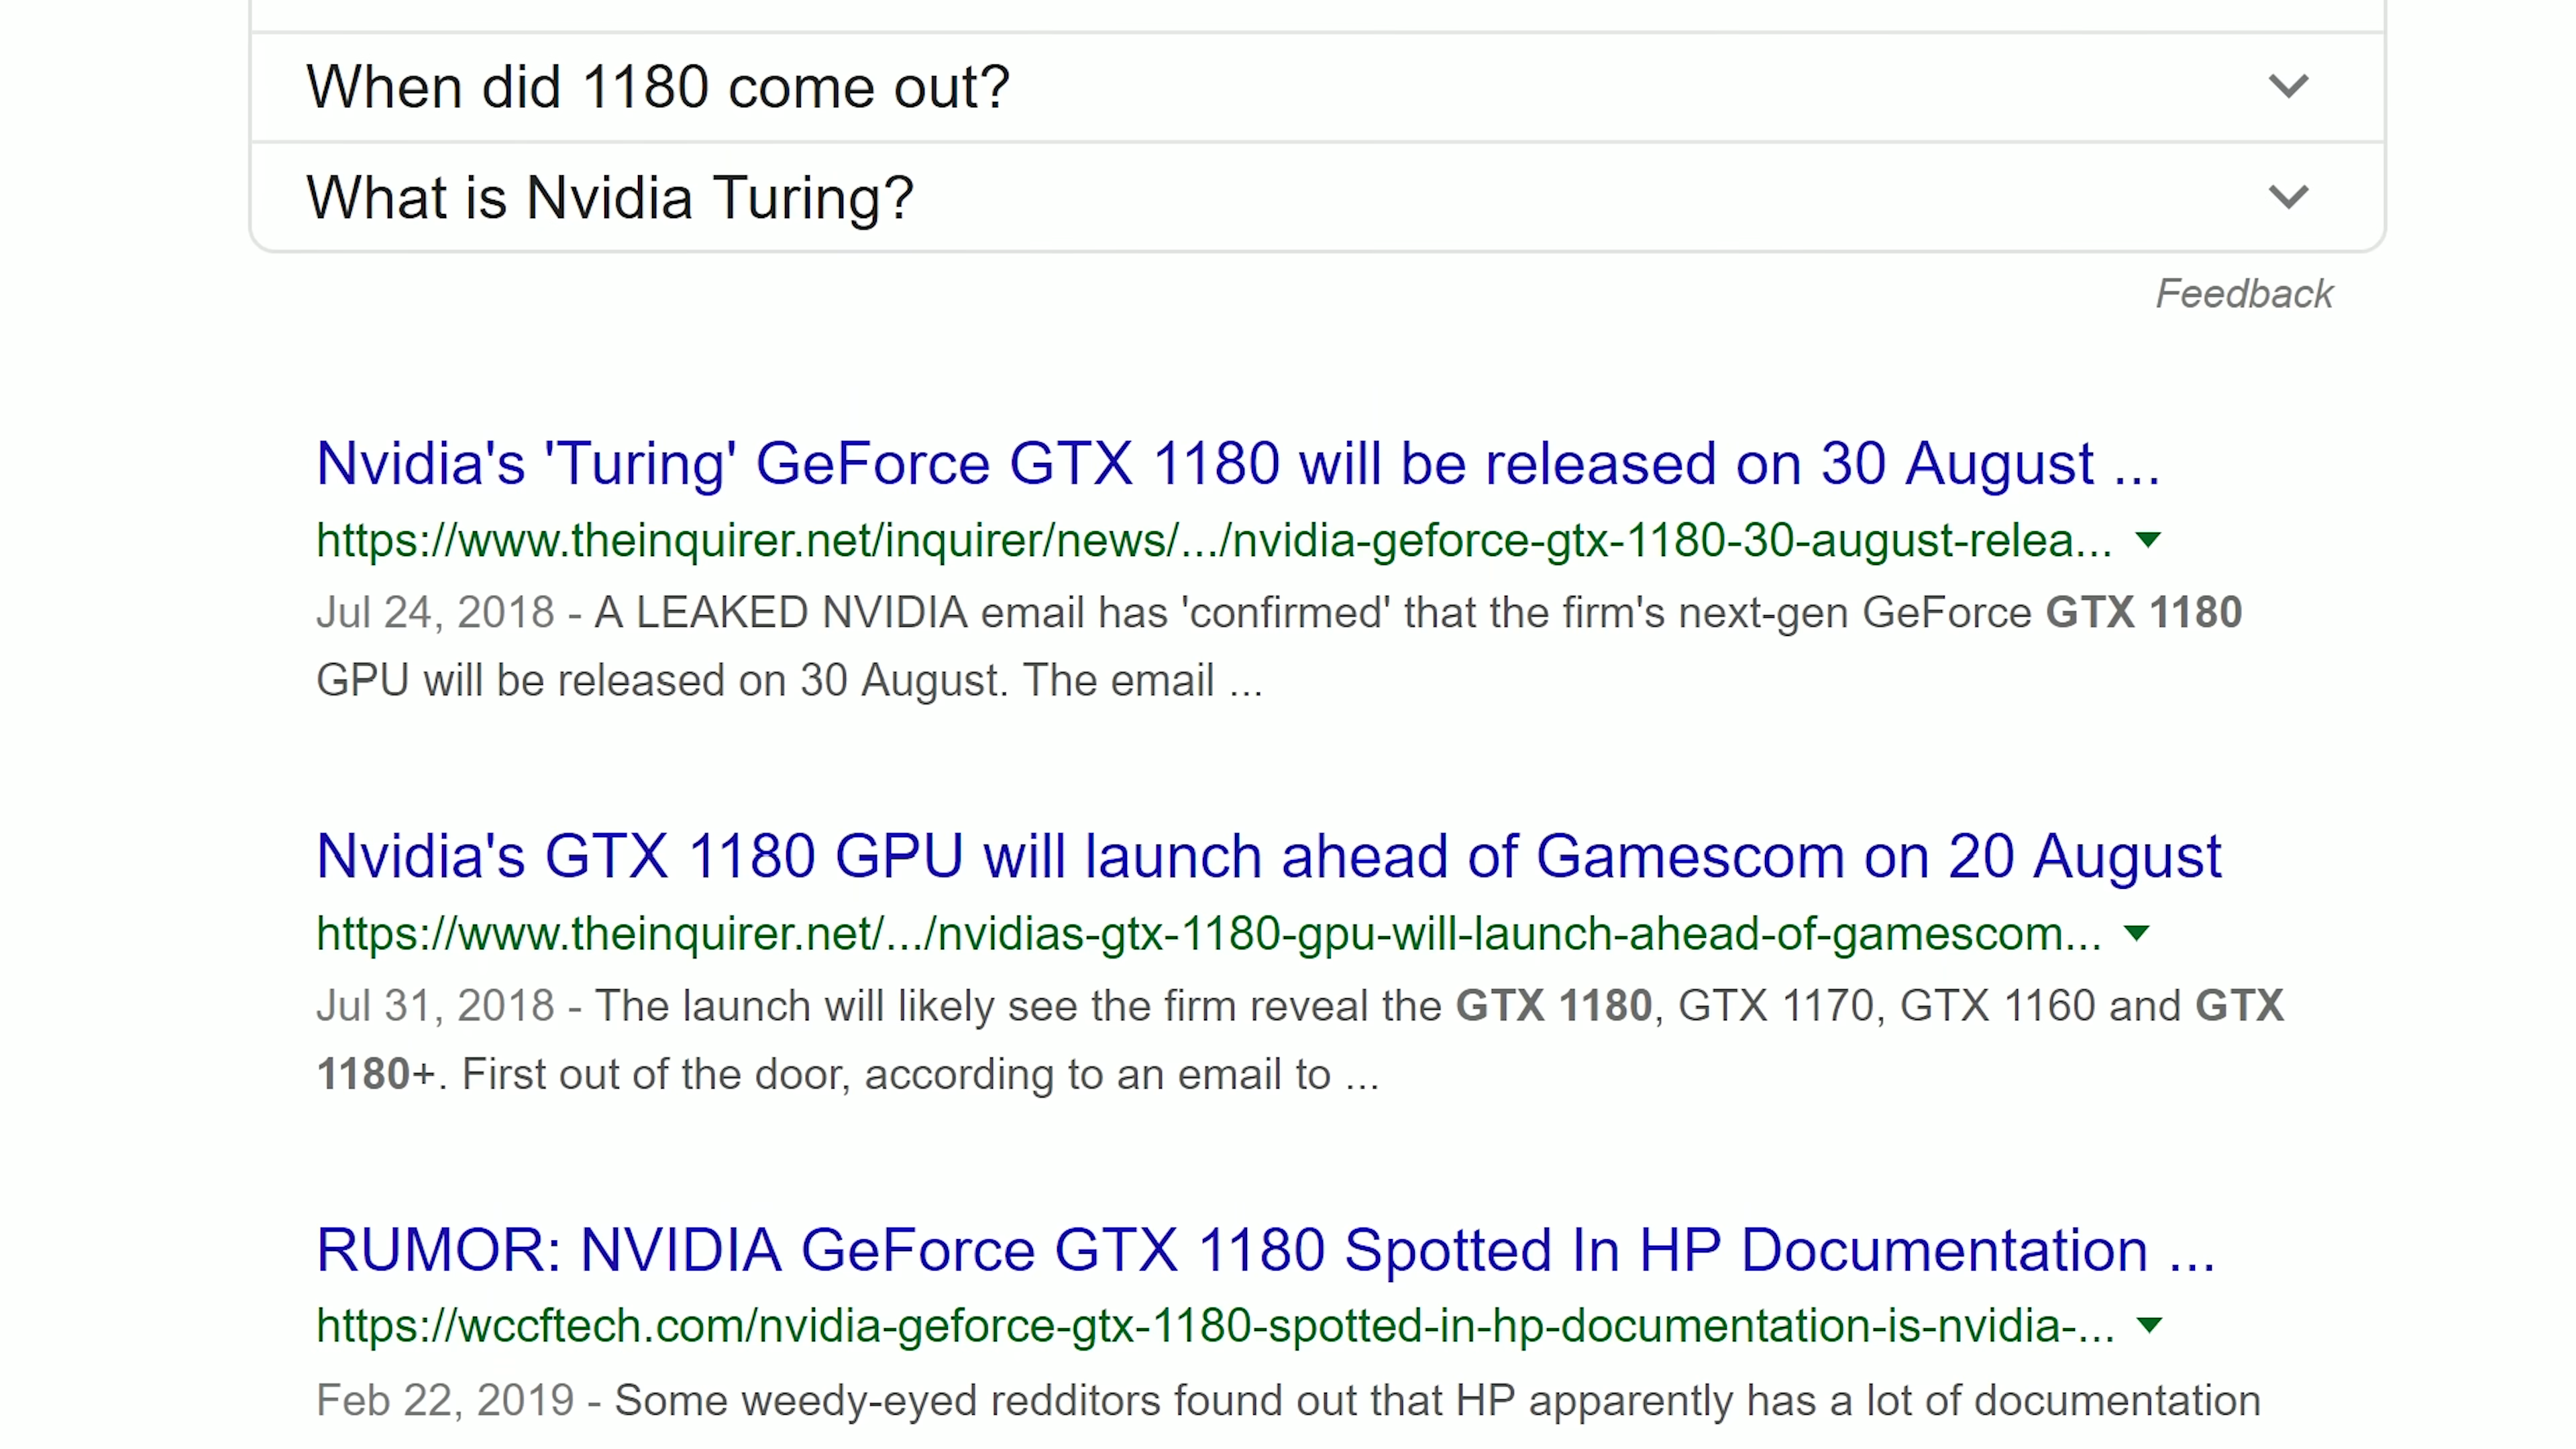 When did 1180 come out?
What is Nvidia Turing?
Feedback
Nvidia's 'Turing' GeForce GTX 1180 will be released on 30 August ...
https://www.theinquirer.net/inquirer/news/.../nvidia-geforce-gtx-1180-30-august-relea...
Jul 24, 2018 - A LEAKED NVIDIA email has 'confirmed' that the firm's next-gen GeForce GTX 1180
GPU will be released on 30 August. The email ...
Nvidia's GTX 1180 GPU will launch ahead of Gamescom on 20 August
https://www.theinquirer.net/.../nvidias-gtx-1180-gpu-will-launch-ahead-of-gamescom...
Jul 31, 2018 - The launch will likely see the firm reveal the GTX 1180, GTX 1170, GTX 1160 and GTX
1180+. First out of the door, according to an email to ...
RUMOR: NVIDIA GeForce GTX 1180 Spotted In HP Documentation ...
https://wccftech.com/nvidia-geforce-gtx-1180-spotted-in-hp-documentation-is-nvidia-...
Feb 22, 2019 - Some weedy-eyed redditors found out that HP apparently has a lot of documentation